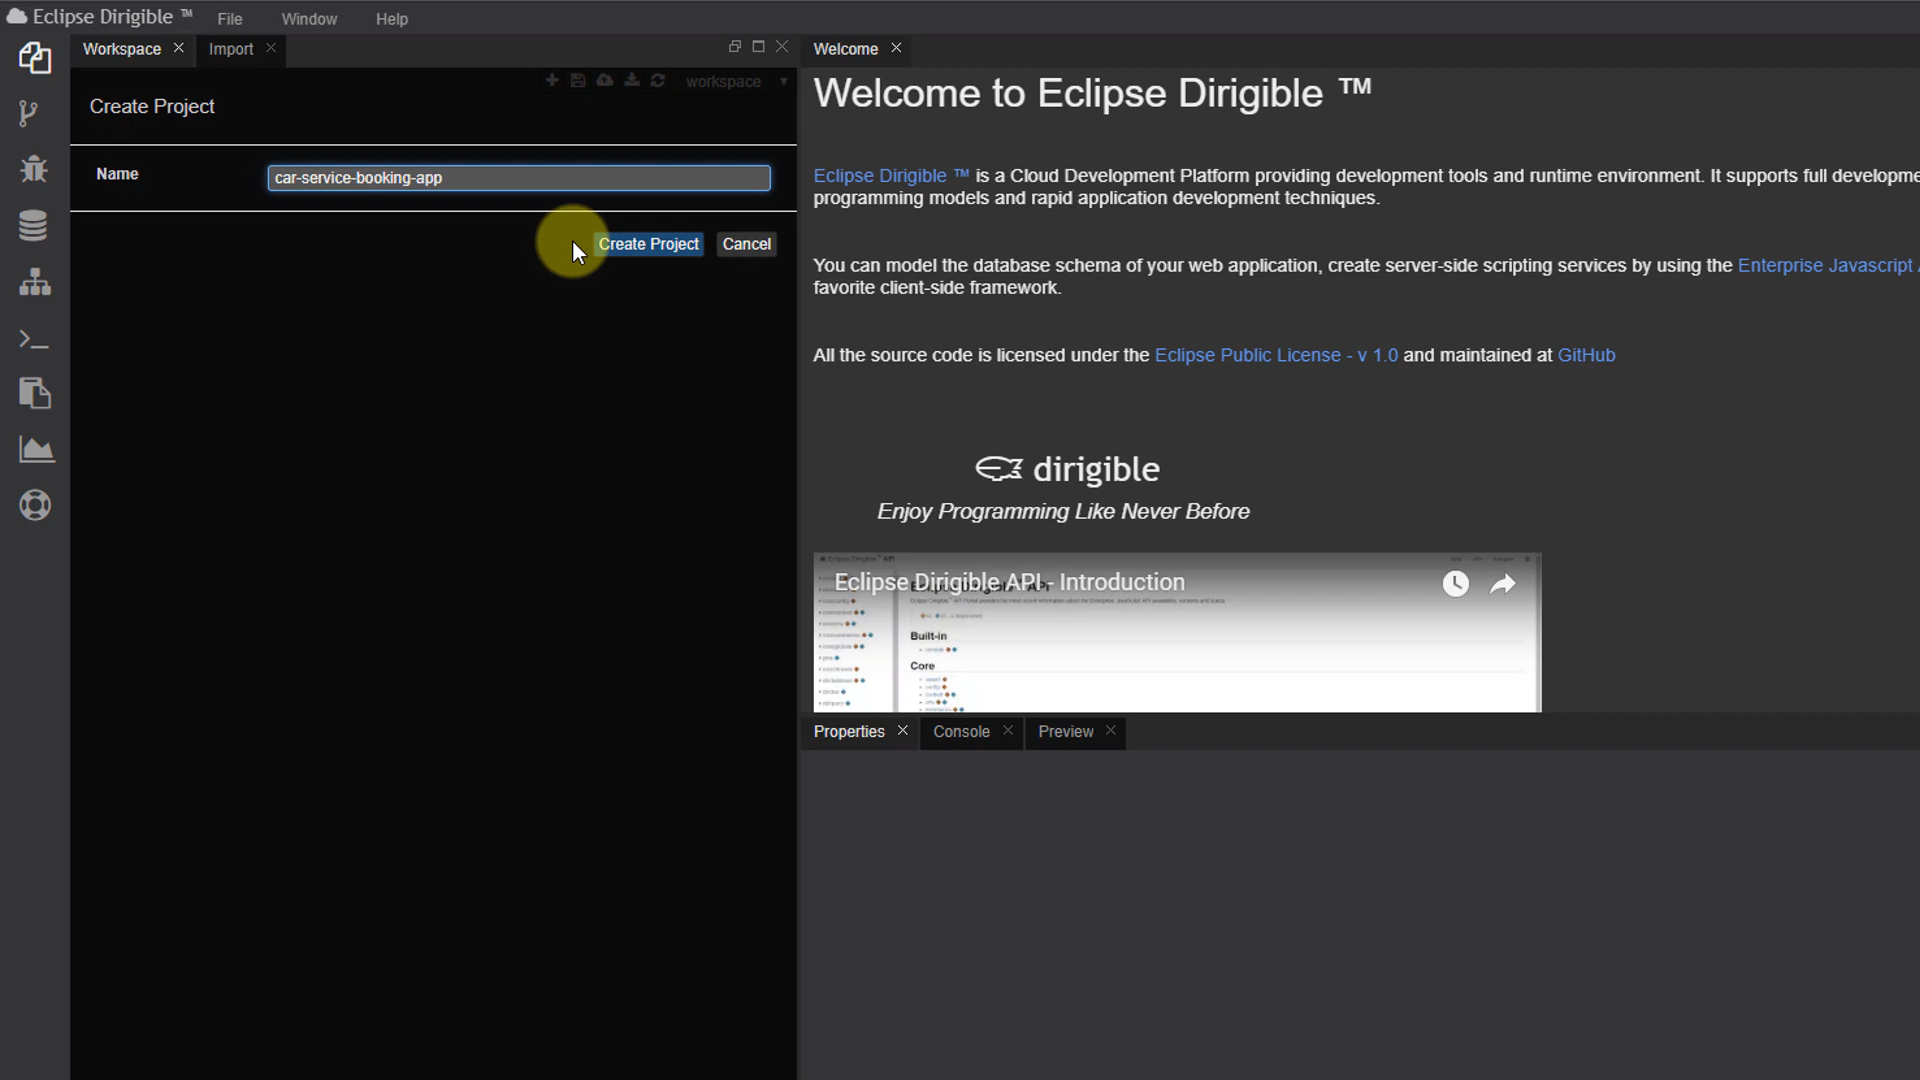 Eclipse Dirigible ™ File Window Help
Workspace Import
workspace
Create Project
Name car-service-booking-app
Create Project Cancel
Welcome
Welcome to Eclipse Dirigible ™
Eclipse Dirigible ™ is a Cloud Development Platform providing development tools and runtime environment. It supports full developme
programming models and rapid application development techniques.
You can model the database schema of your web application, create server-side scripting services by using the Enterprise Javascript
favorite client-side framework.
All the source code is licensed under the Eclipse Public License - v 1.0 and maintained at GitHub
dirigible
Enjoy Programming Like Never Before
Eclipse Dirigible API - Introduction
Built-in
Core
Properties Console Preview